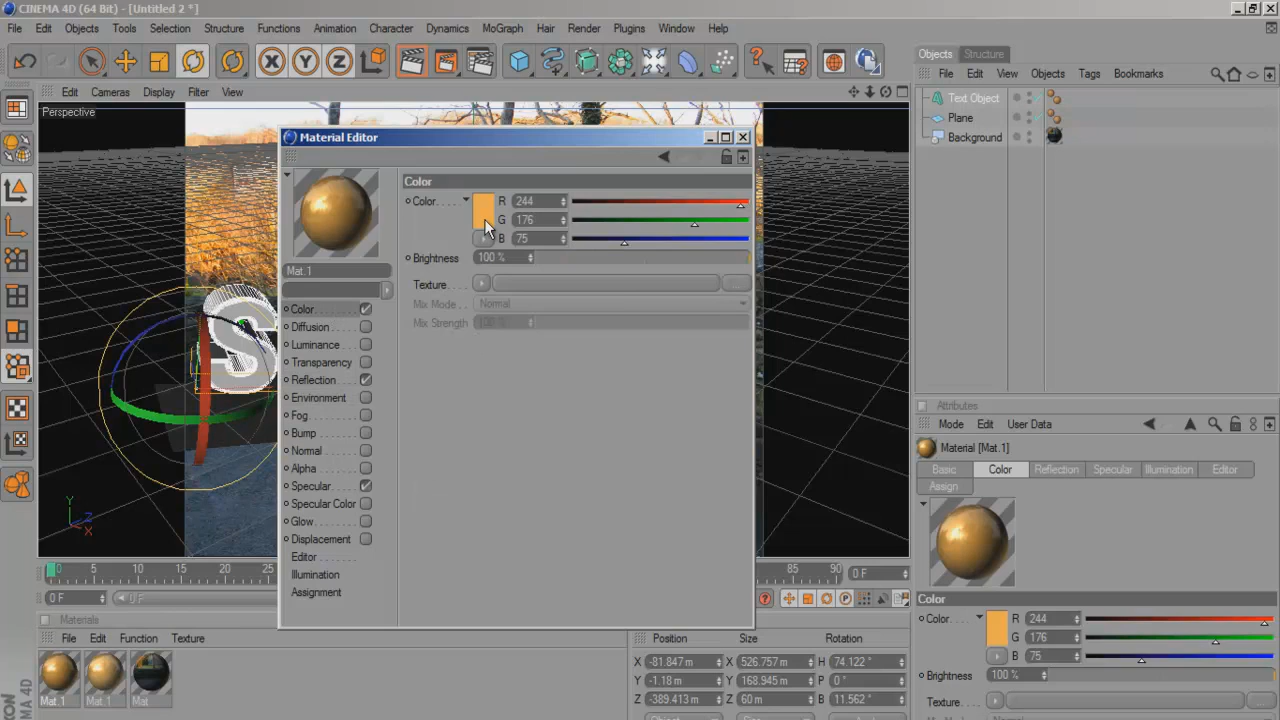 CINEMA 4D (64 Bit) - [Untitled 2 *]
File Edit Objects Tools Selection Structure Functions Animation Character Dynamics MoGraph Hair Render Plugins Window Help
X Y Z
Objects Structure
File Edit View Objects Tags Bookmarks
Edit Cameras Display Filter View
Perspective
Text Object
Plane
Background
Material Editor
Color
Color R 244
G 176
B 75
Brightness 100 %
Texture
Mix Mode Normal
Mix Strength 100 %
Mat.1
Color
Diffusion
Luminance
Transparency
Reflection
Environment
Fog
Bump
Normal
Alpha
Specular
Specular Color
Glow
Displacement
Editor
Illumination
Assignment
S
Y
Z
X
Attributes
Mode Edit User Data
Material [Mat.1]
Basic Color Reflection Specular Illumination Editor
Assign
Color
Color R 244
G 176
B 75
Brightness 100 %
Texture
0 5 10 15 20 25 85 90 0 F
0 F 0 F
Materials
File Edit Function Texture
Mat.1 Mat.1 Mat
Position Size Rotation
X -81.847 m X 526.757 m H 74.122 °
Y -1.18 m Y 168.945 m P 0 °
Z -389.413 m Z 60 m B 11.562 °
Object Size Apply